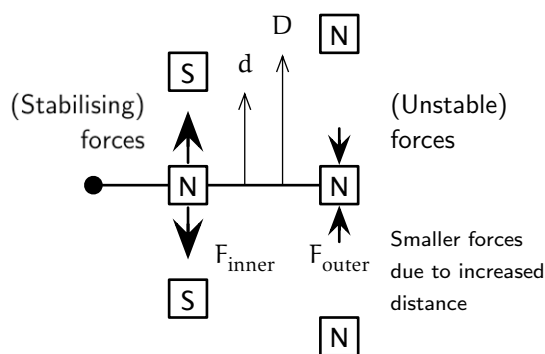 D
N
S
d
(Stabilising)
forces
(Unstable)
forces
N
N
F_inner
F_outer
Smaller forces
due to increased
distance
S
N